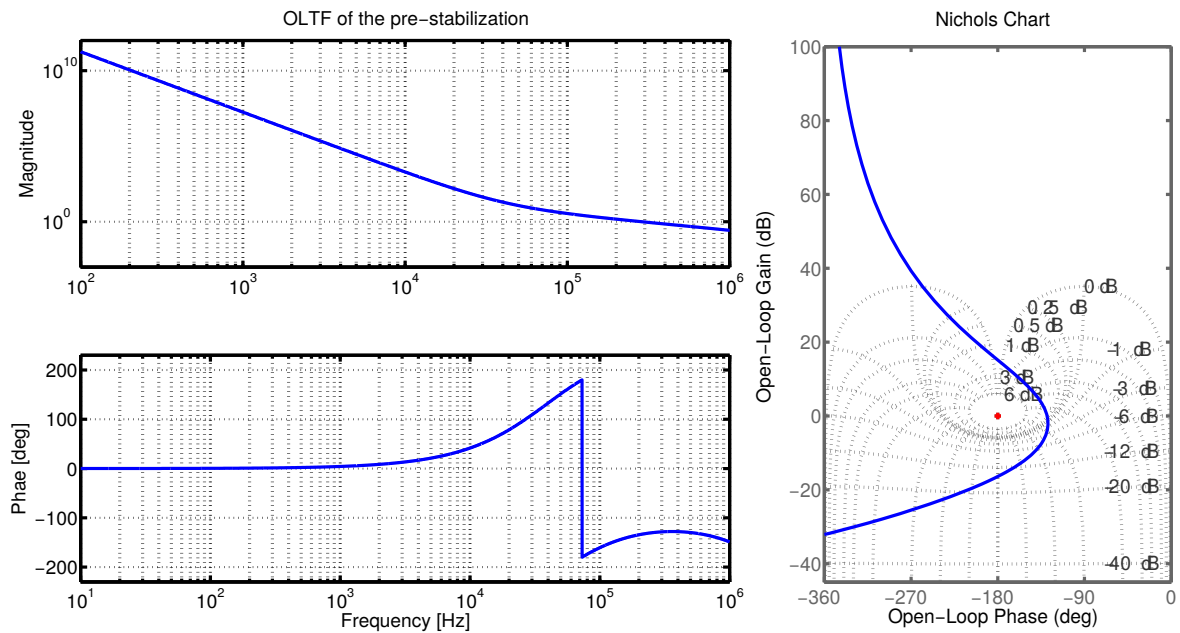 OLTF of the pre−stabilization
Magnitude
10^10
10^0
10^2 10^3 10^4 10^5 10^6
Phae [deg]
200
100
0
−100
−200
10^1 10^2 10^3 10^4 10^5 10^6
Frequency [Hz]
Nichols Chart
Open−Loop Gain (dB)
100
80
60
40
20
0
−20
−40
0 dB
0.25 dB
0.5 dB
1 dB
3 dB
6 dB
−1 dB
−3 dB
−6 dB
−12 dB
−20 dB
−40 dB
−360 −270 −180 −90 0
Open−Loop Phase (deg)